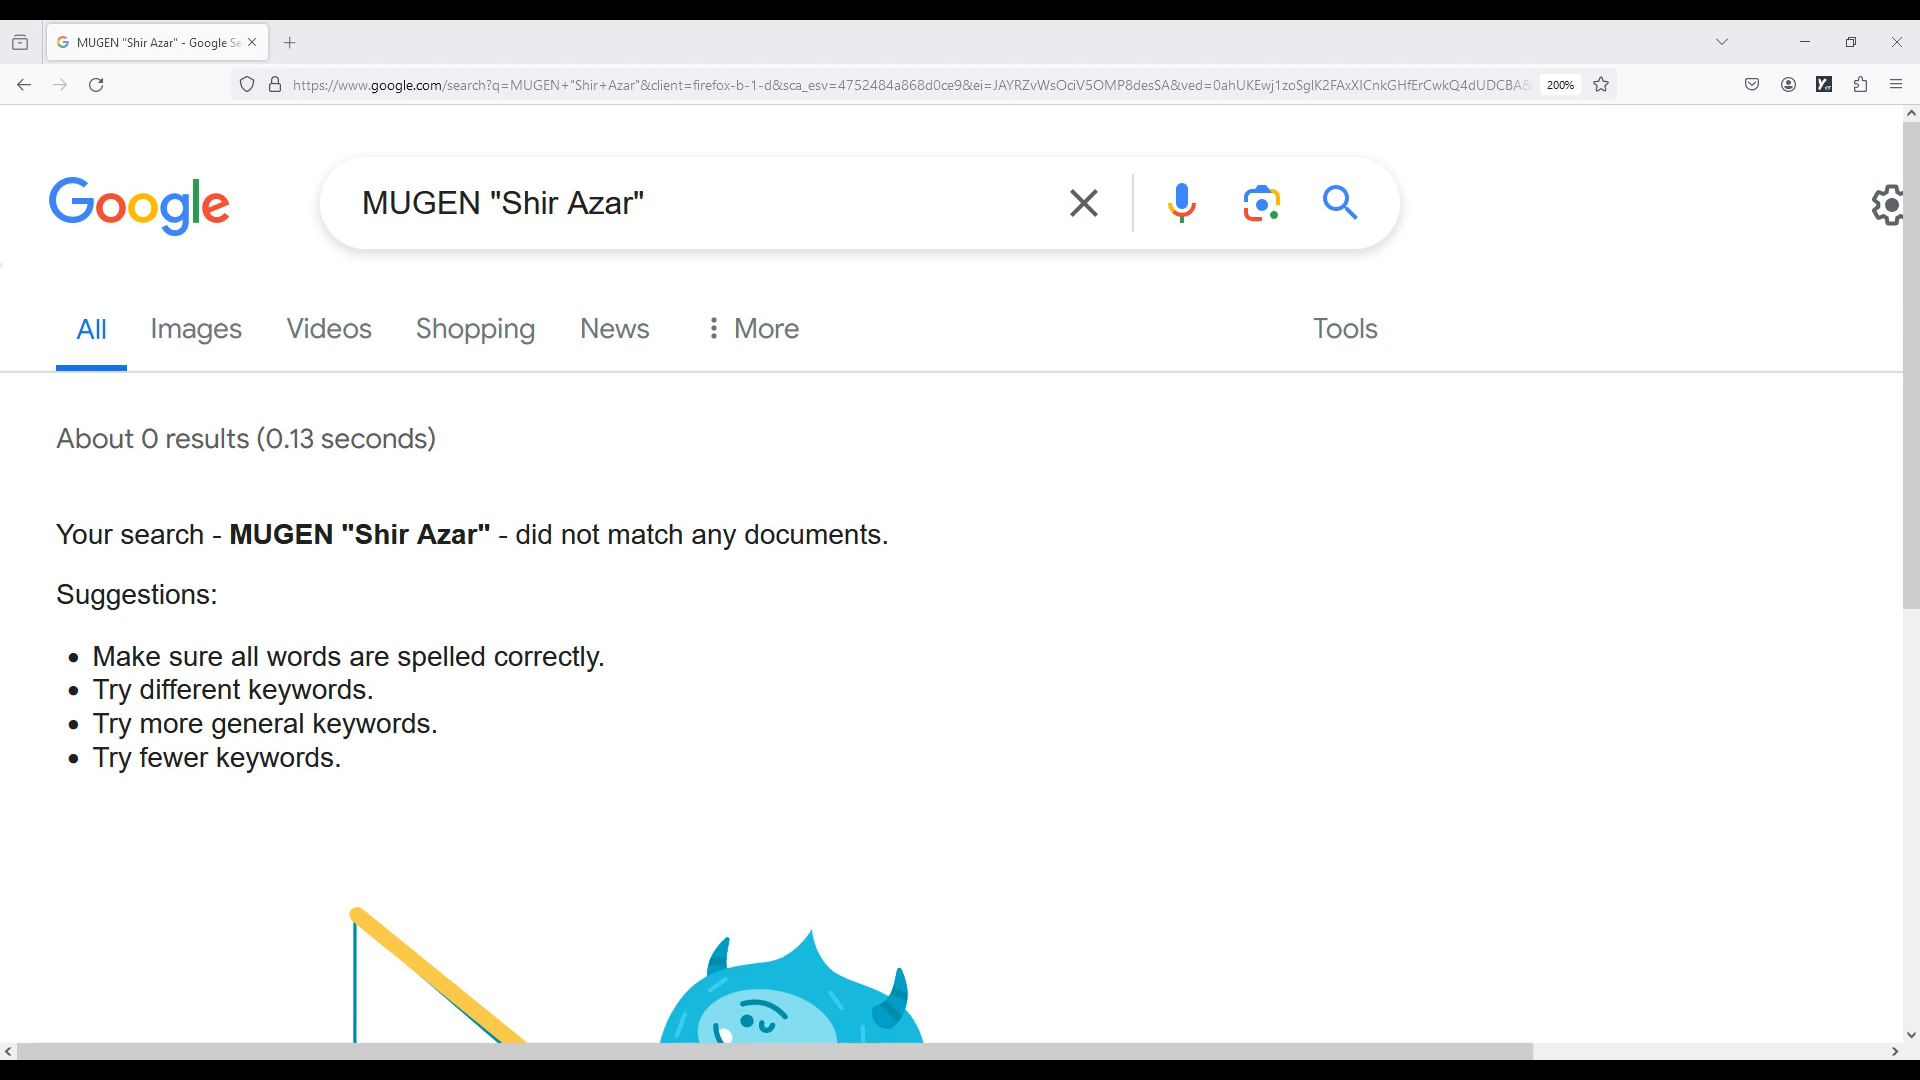 MUGEN "Shir Azar" - Google Se
https://www.google.com/search?q=MUGEN+"Shir+Azar"&client=firefox-b-1-d&sca_esv=4752484a868d0ce9&ei=JAYRZvWsOciV5OMP8desSA&ved=0ahUKEwj1zoSglK2FAxXlCnkGHfErCwkQ4dUDCBA& 200%
Google MUGEN "Shir Azar"
All Images Videos Shopping News More Tools
About 0 results (0.13 seconds)
Your search - MUGEN "Shir Azar" - did not match any documents.
Suggestions:
• Make sure all words are spelled correctly.
• Try different keywords.
• Try more general keywords.
• Try fewer keywords.